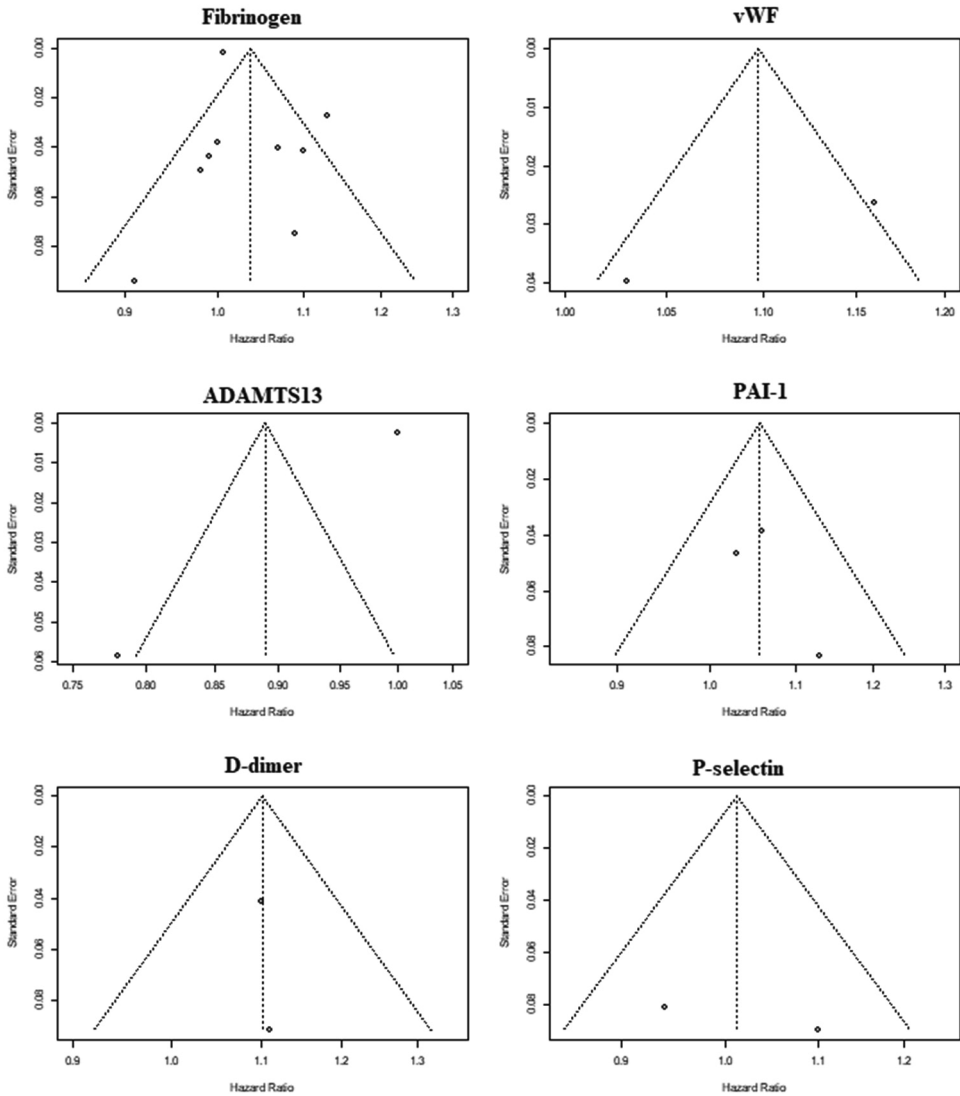 Fibrinogen
Standard Error
0.00
0.02
0.04
0.06
0.08
0.9 1.0 1.1 1.2 1.3
Hazard Ratio
vWF
Standard Error
0.00
0.01
0.02
0.03
0.04
1.00 1.05 1.10 1.15 1.20
Hazard Ratio
ADAMTS13
Standard Error
0.00
0.01
0.02
0.03
0.04
0.05
0.06
0.75 0.80 0.85 0.90 0.95 1.00 1.05
Hazard Ratio
PAI-1
Standard Error
0.00
0.02
0.04
0.06
0.08
0.9 1.0 1.1 1.2 1.3
Hazard Ratio
D-dimer
Standard Error
0.00
0.02
0.04
0.06
0.08
0.9 1.0 1.1 1.2 1.3
Hazard Ratio
P-selectin
Standard Error
0.00
0.02
0.04
0.06
0.08
0.9 1.0 1.1 1.2
Hazard Ratio